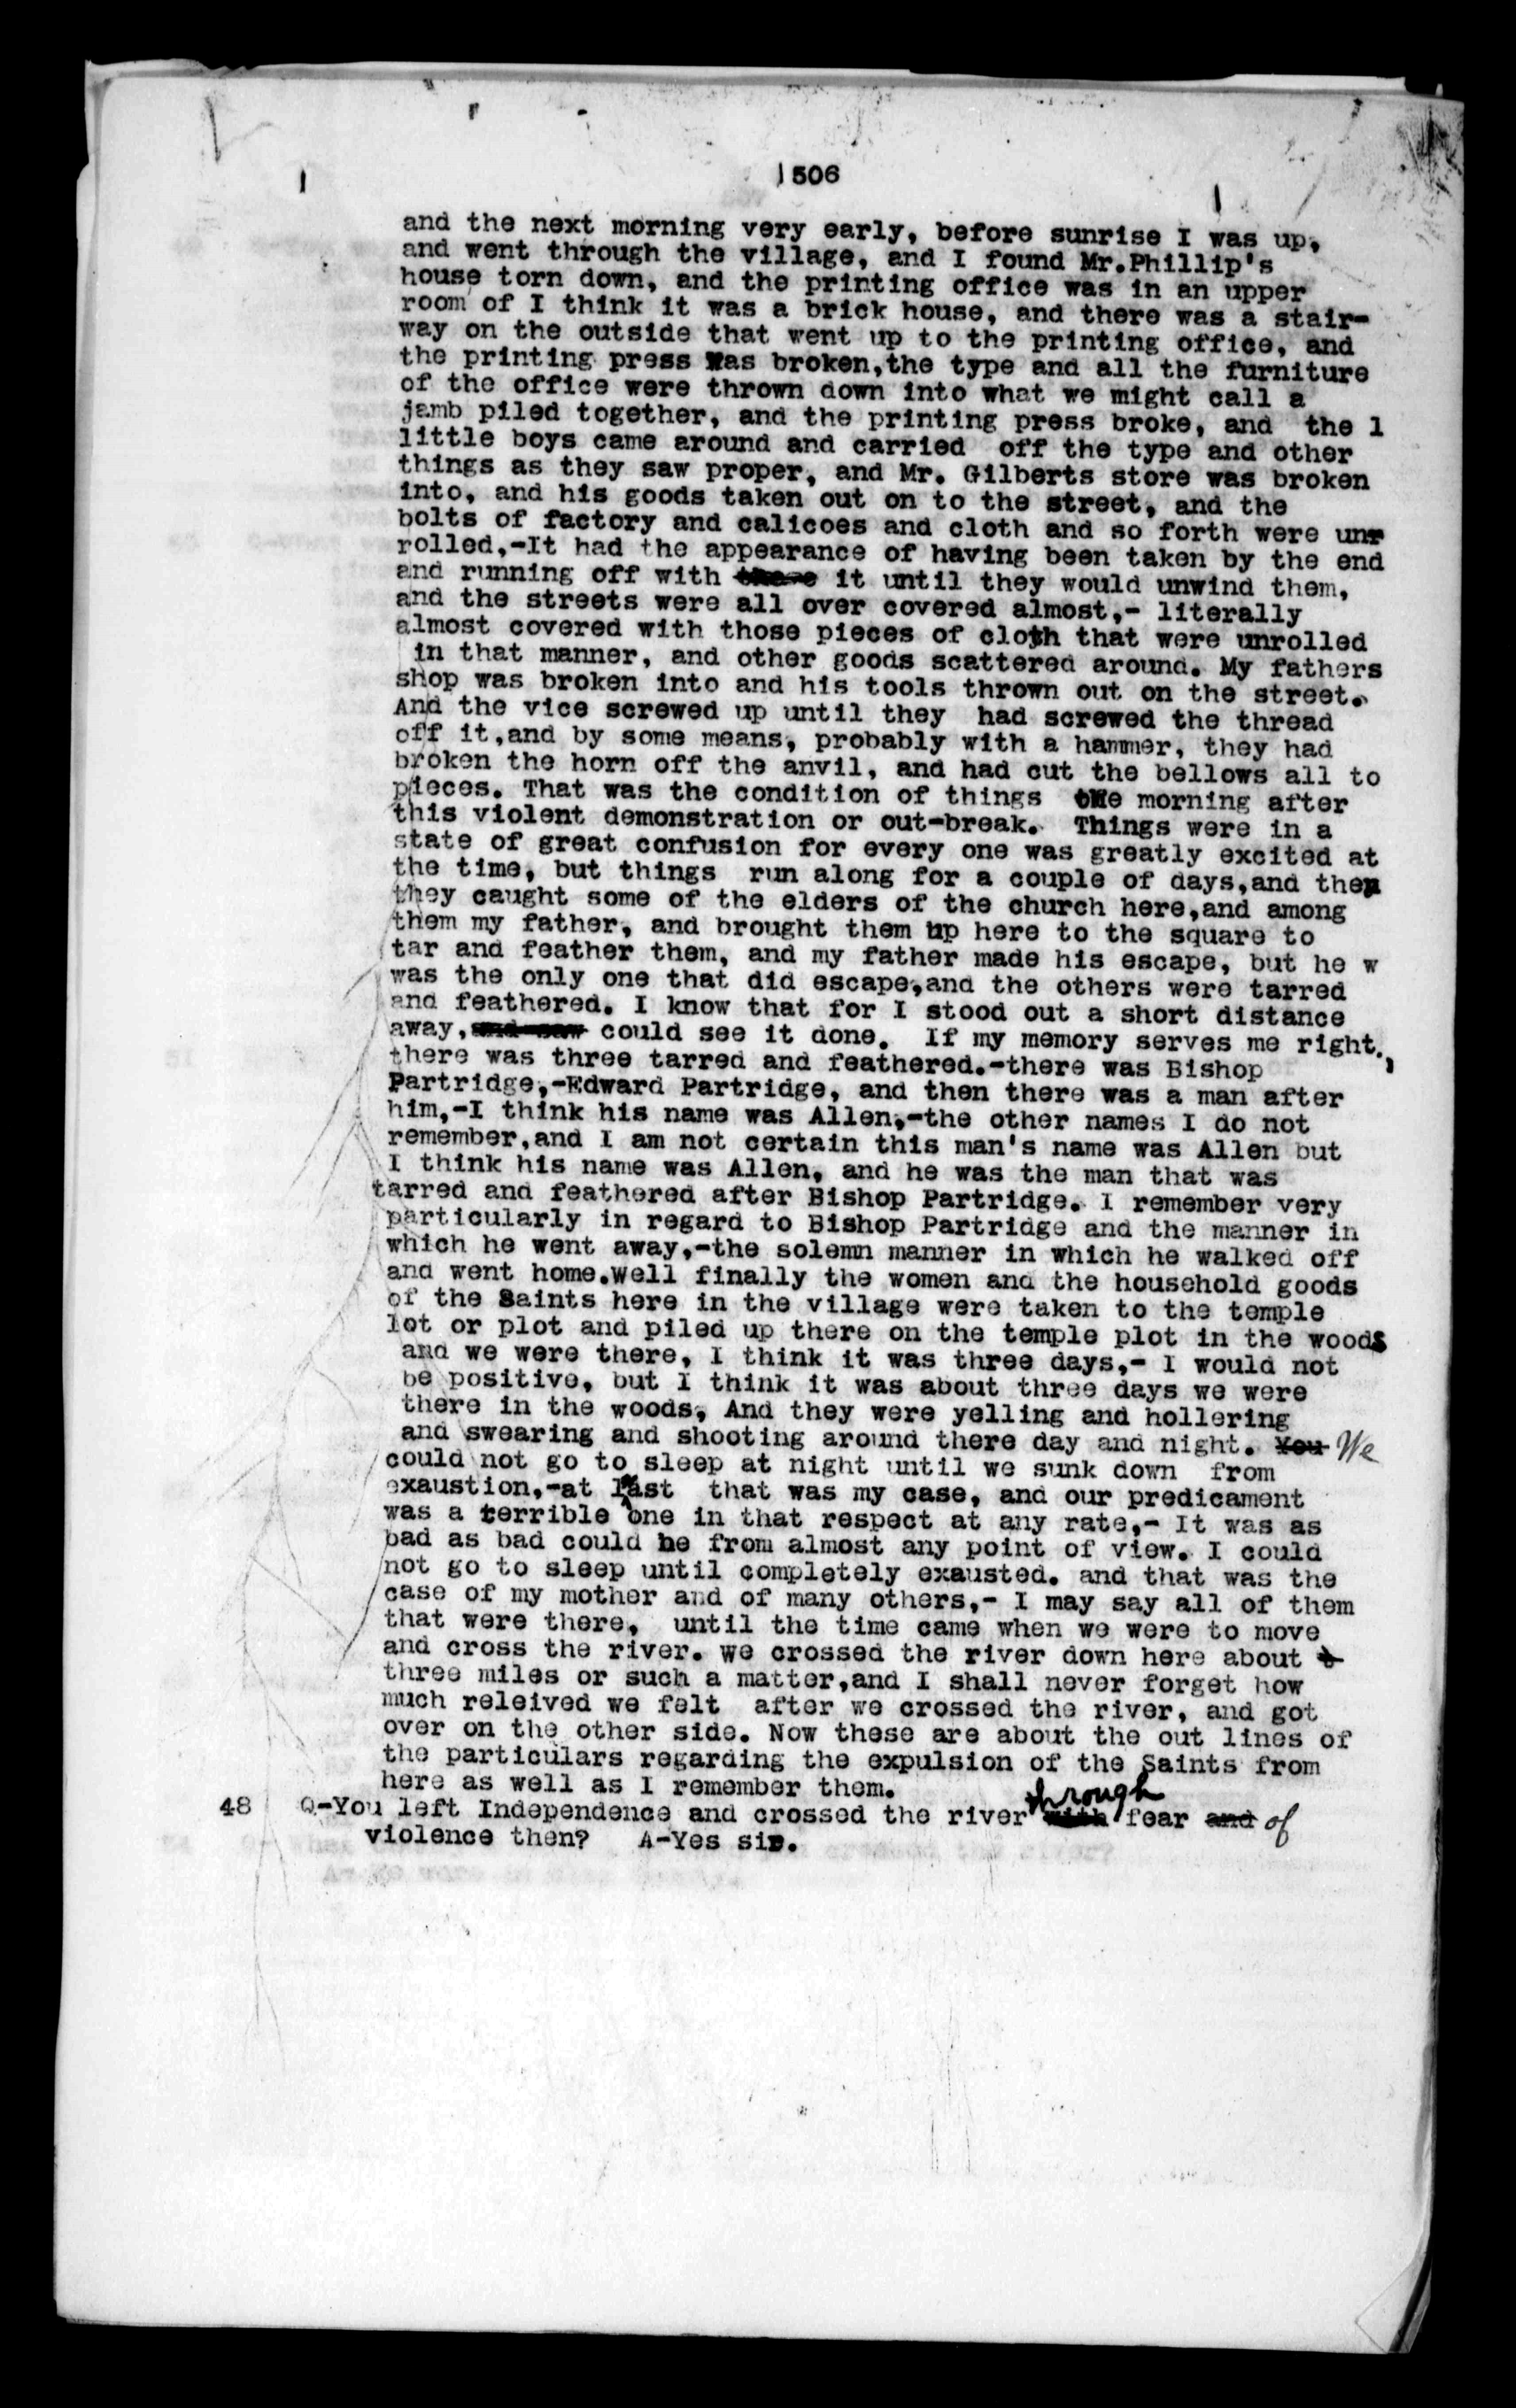 506
and the next morning very early, before sunrise I was up,
and went through the village, and I found Mr.Phillip's
house torn down, and the printing office was in an upper
room of I think it was a brick house, and there was a stair-
way on the outside that went up to the printing office, and
the printing press was broken,the type and all the furniture
of the office were thrown down into what we might call a
jamb piled together, and the printing press broke, and the l
little boys came around and carried off the type and other
things as they saw proper, and Mr. Gilberts store was broken
into, and his goods taken out on to the street, and the
bolts of factory and calicoes and cloth and so forth were unr
rolled,-It had the appearance of having been taken by the end
and running off with it until they would unwind them,
and the streets were all over covered almost,- literally
almost covered with those pieces of cloth that were unrolled
in that manner, and other goods scattered around. My fathers
shop was broken into and his tools thrown out on the street.
And the vice screwed up until they had screwed the thread
off it,and by some means, probably with a hammer, they had
broken the horn off the anvil, and had cut the bellows all to
pieces. That was the condition of things the morning after
this violent demonstration or out-break. Things were in a
state of great confusion for every one was greatly excited at
the time, but things run along for a couple of days,and then
they caught some of the elders of the church here,and among
them my father, and brought them up here to the square to
tar and feather them, and my father made his escape, but he w
was the only one that did escape,and the others were tarred
and feathered. I know that for I stood out a short distance
away,and saw could see it done. If my memory serves me right.,
there was three tarred and feathered.-there was Bishop
Partridge,-Edward Partridge, and then there was a man after
him,-I think his name was Allen,-the other names I do not
remember,and I am not certain this man's name was Allen but
I think his name was Allen, and he was the man that was
tarred and feathered after Bishop Partridge. I remember very
particularly in regard to Bishop Partridge and the manner in
which he went away,-the solemn manner in which he walked off
and went home.Well finally the women and the household goods
of the Saints here in the village were taken to the temple
lot or plot and piled up there on the temple plot in the woods
and we were there, I think it was three days,- I would not
be positive, but I think it was about three days we were
there in the woods, And they were yelling and hollering
and swearing and shooting around there day and night. You We
could not go to sleep at night until we sunk down from
exaustion,-at least that was my case, and our predicament
was a terrible one in that respect at any rate,- It was as
bad as bad could be from almost any point of view. I could
not go to sleep until completely exausted. and that was the
case of my mother and of many others,- I may say all of them
that were there, until the time came when we were to move
and cross the river. we crossed the river down here about t
three miles or such a matter,and I shall never forget how
much releived we felt after we crossed the river, and got
over on the other side. Now these are about the out lines of
the particulars regarding the expulsion of the Saints from
here as well as I remember them.
48 Q-You left Independence and crossed the river with through fear and of
violence then? A-Yes sir.